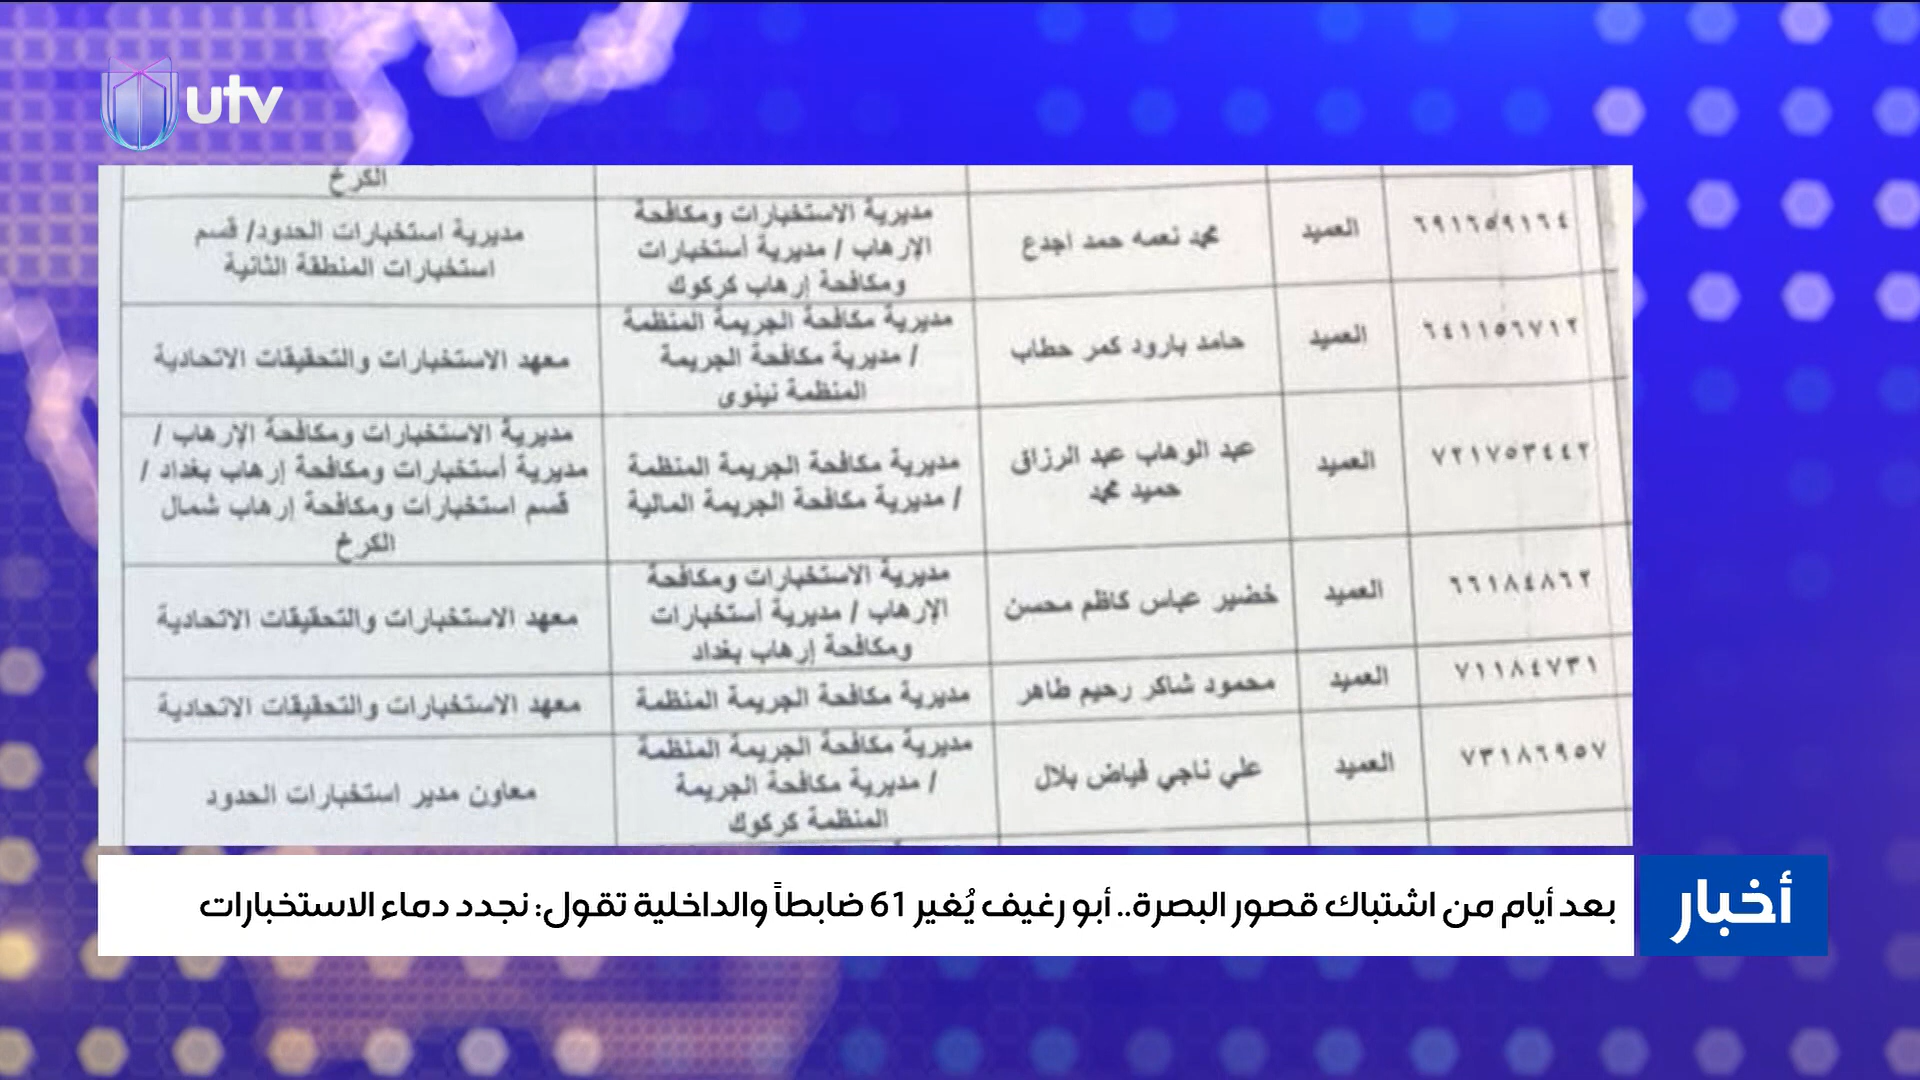 utv
الكرخ
٦٩١٦٥٩١٦٤
العميد
محمد نعمه حمد اجدع
مديرية الاستخبارات ومكافحة
الإرهاب / مديرية أستخبارات
ومكافحة إرهاب كركوك
مديرية استخبارات الحدود/ قسم
استخبارات المنطقة الثانية
٦٤١١٥٦٧١٢
العميد
حامد بارود كمر حطاب
مديرية مكافحة الجريمة المنظمة
/ مديرية مكافحة الجريمة
المنظمة نينوى
معهد الاستخبارات والتحقيقات الاتحادية
٧٢١٧٥٣٤٤٢
العميد
عبد الوهاب عبد الرزاق
حميد محمد
مديرية مكافحة الجريمة المنظمة
/ مديرية مكافحة الجريمة المالية
مديرية الاستخبارات ومكافحة الإرهاب /
مديرية أستخبارات ومكافحة إرهاب بغداد /
قسم استخبارات ومكافحة إرهاب شمال
الكرخ
٦٦١٨٤٨٦٢
العميد
خضير عباس كاظم محسن
مديرية الاستخبارات ومكافحة
الإرهاب / مديرية أستخبارات
ومكافحة إرهاب بغداد
معهد الاستخبارات والتحقيقات الاتحادية
٧١١٨٤٧٣١
العميد
محمود شاكر رحيم طاهر
مديرية مكافحة الجريمة المنظمة
معهد الاستخبارات والتحقيقات الاتحادية
٧٣١٨٦٩٥٧
العميد
علي ناجي فياض بلال
مديرية مكافحة الجريمة المنظمة
/ مديرية مكافحة الجريمة
المنظمة كركوك
معاون مدير استخبارات الحدود
أخبار
بعد أيام من اشتباك قصور البصرة.. أبو رغيف يُغير 61 ضابطاً والداخلية تقول: نجدد دماء الاستخبارات